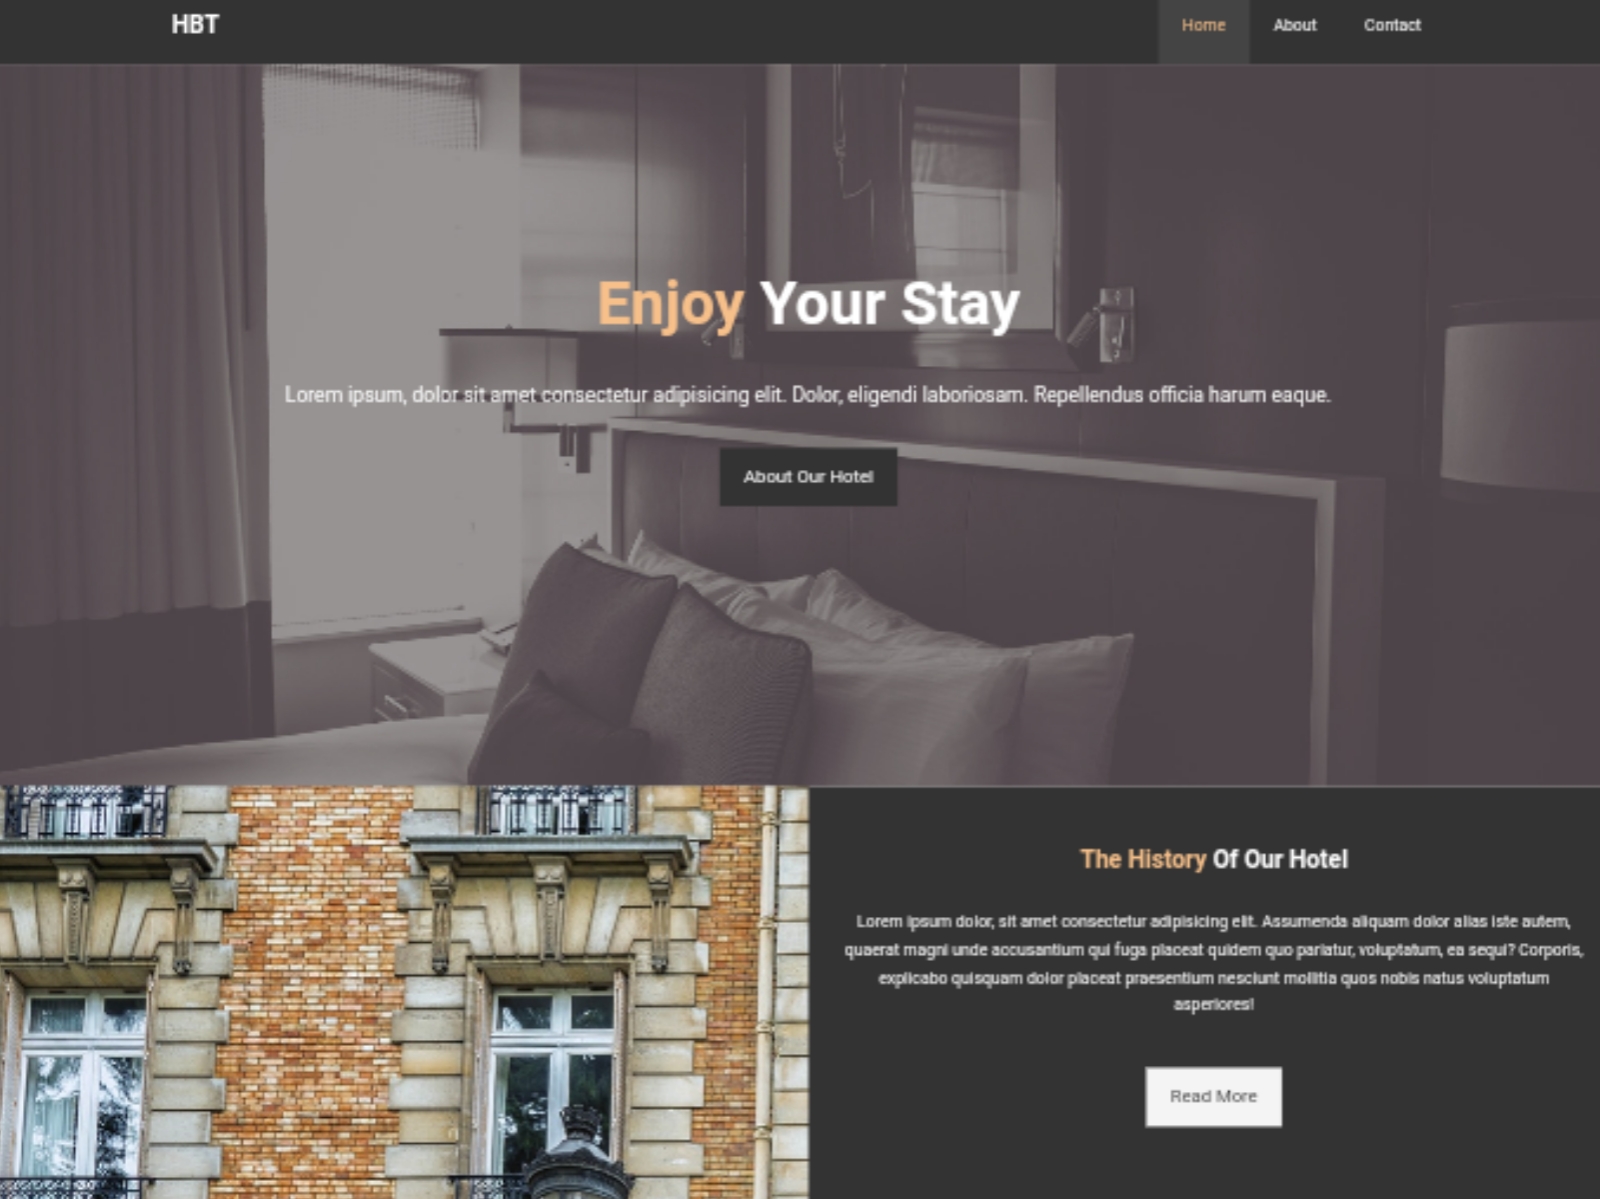 HBT
Home About Contact
Enjoy Your Stay
Lorem ipsum, dolor sit amet consectetur adipisicing elit. Dolor, eligendi laboriosam. Repellendus officia harum eaque.
About Our Hotel
The History Of Our Hotel
Lorem ipsum dolor, sit amet consectetur adipisicing elit. Assumenda aliquam dolor alias iste autem,
quaerat magni unde accusantium qui fuga placeat quidem quo pariatur, voluptatum, ea sequi? Corporis,
explicabo quisquam dolor placeat praesentium nesciunt mollitia quos nobis natus voluptatum
asperiores!
Read More